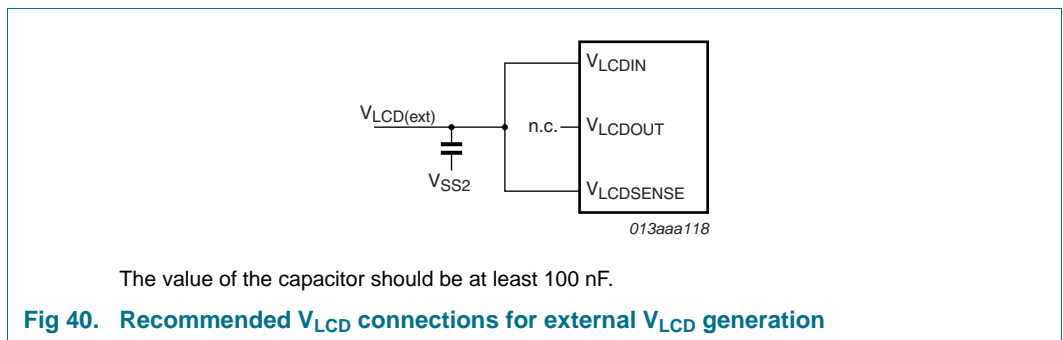 VLCDIN
VLCD(ext)
n.c.
VLCDOUT
VSS2
VLCDSENSE
013aaa118
The value of the capacitor should be at least 100 nF.
Fig 40. Recommended VLCD connections for external VLCD generation